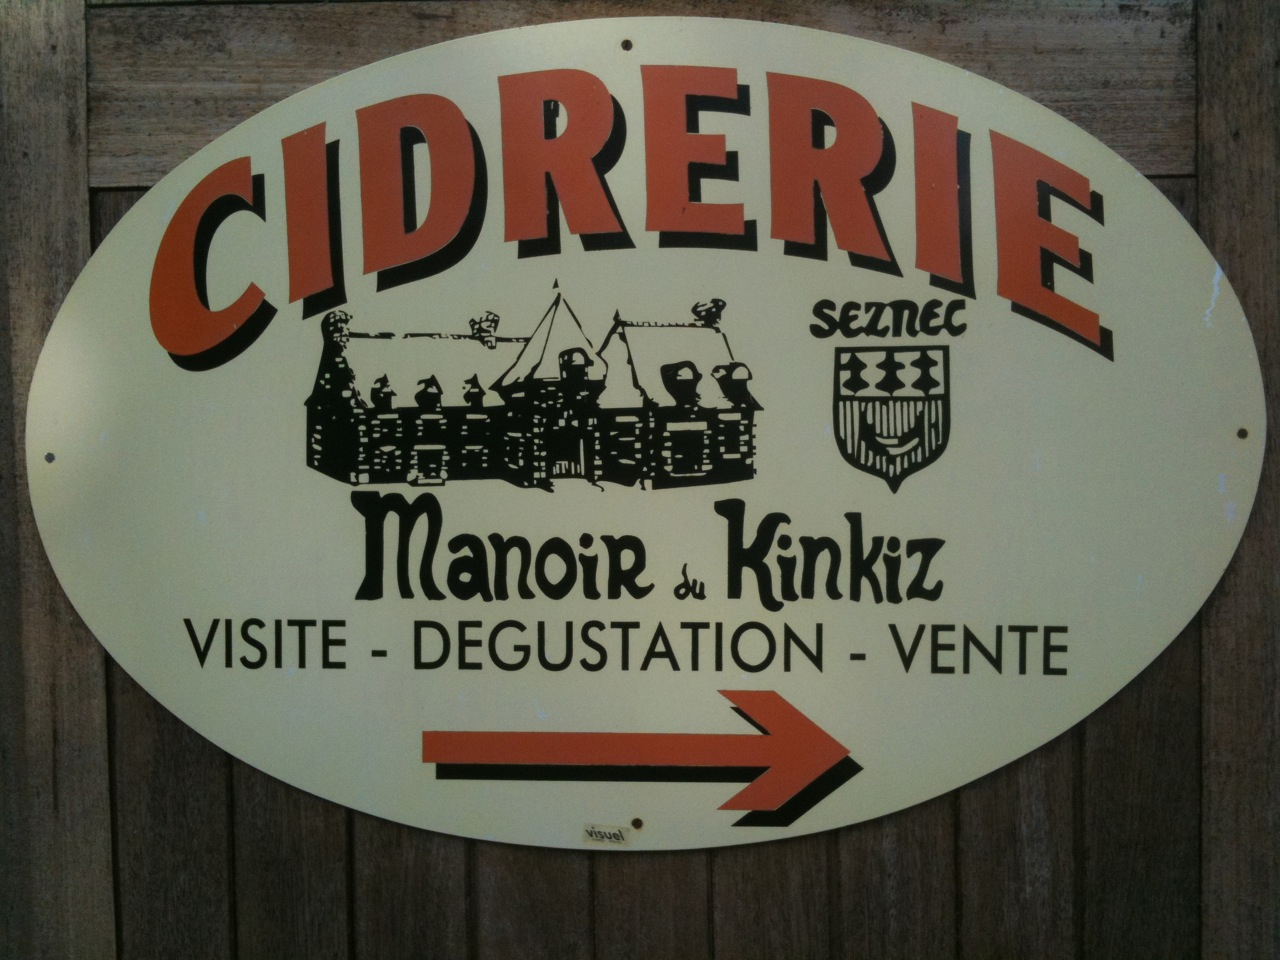 CIDRERIE
SEZNEC
Manoir du Kinkiz
VISITE - DEGUSTATION - VENTE
visuel